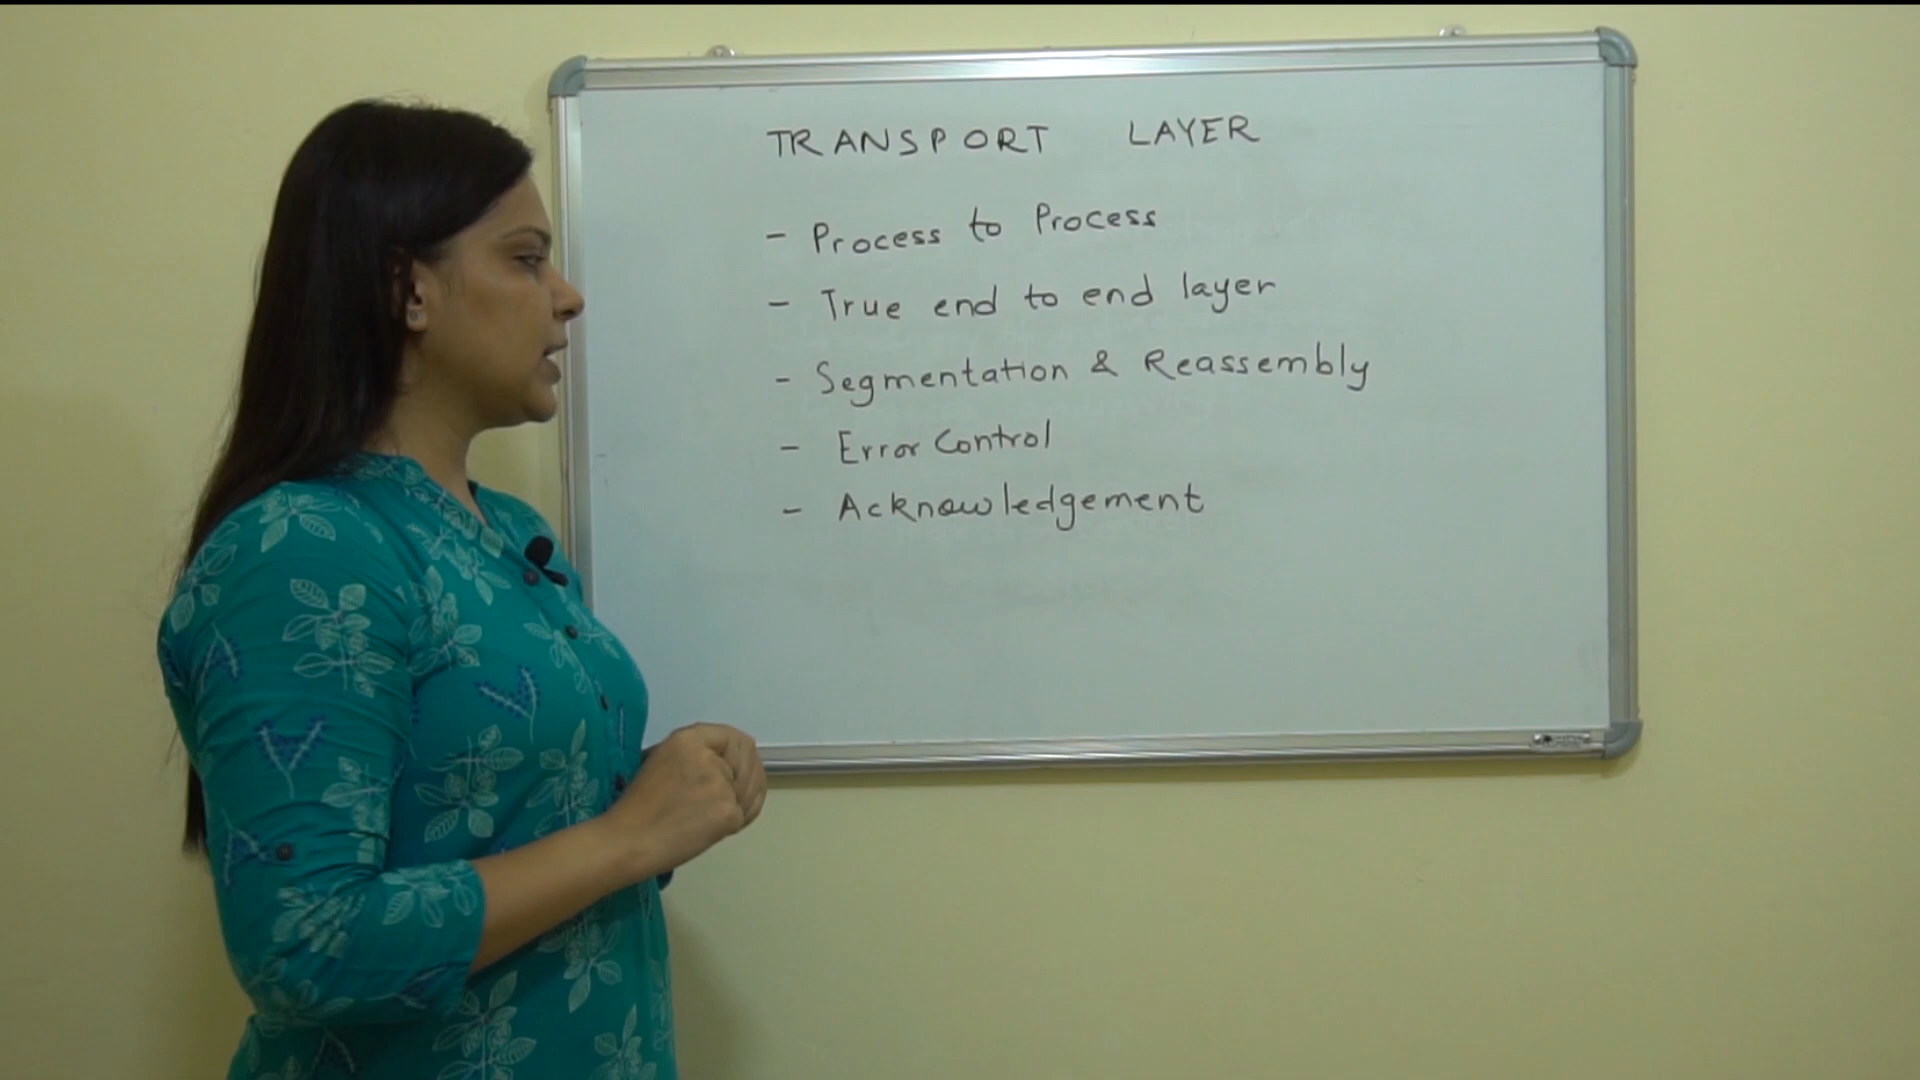 TRANSPORT LAYER
- Process to Process
- True end to end layer
- Segmentation & Reassembly
- Error Control
- Acknowledgement